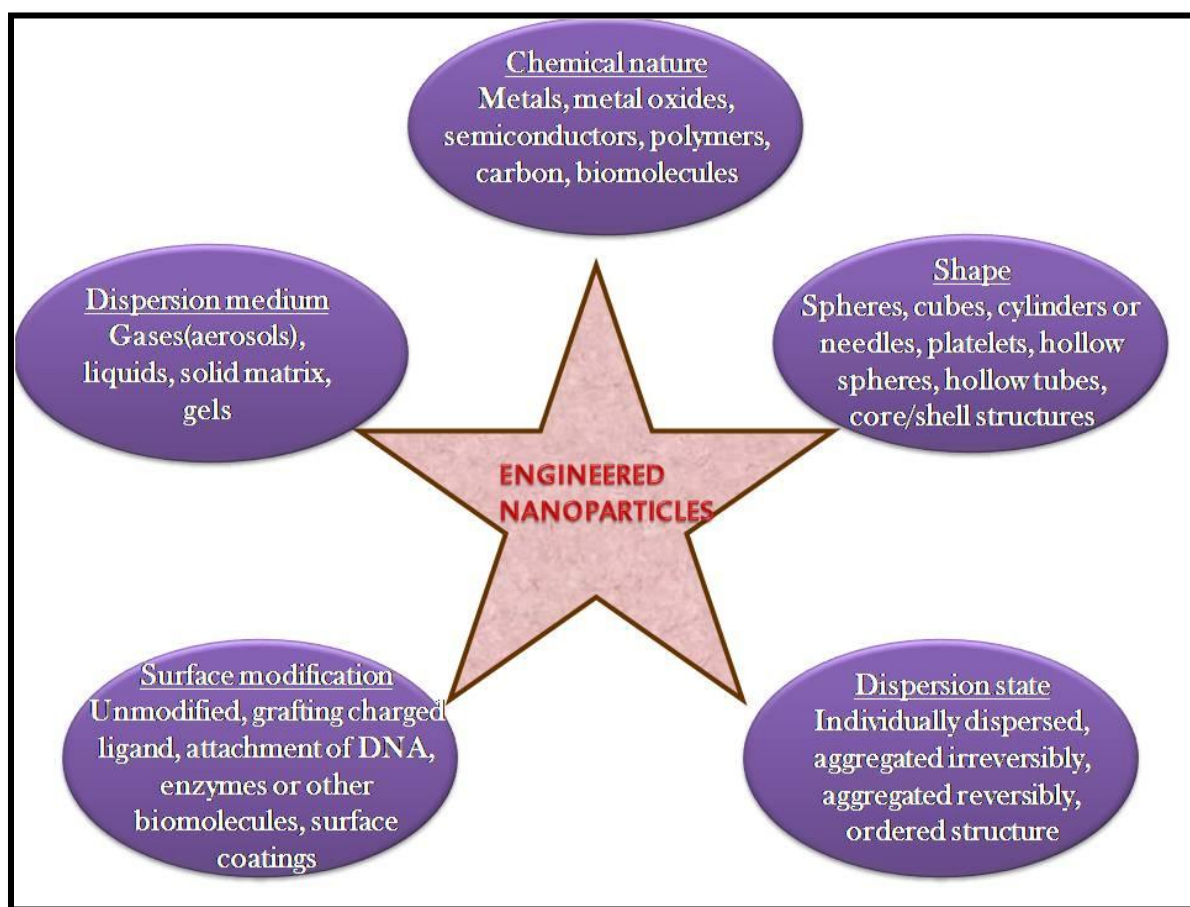 Chemical nature
Metals, metal oxides,
semiconductors, polymers,
carbon, biomolecules
Dispersion medium
Gases(aerosols),
liquids, solid matrix,
gels
Shape
Spheres, cubes, cylinders or
needles, platelets, hollow
spheres, hollow tubes,
core/shell structures
ENGINEERED
NANOPARTICLES
Surface modification
Unmodified, grafting charged
ligand, attachment of DNA,
enzymes or other
biomolecules, surface
coatings
Dispersion state
Individually dispersed,
aggregated irreversibly,
aggregated reversibly,
ordered structure